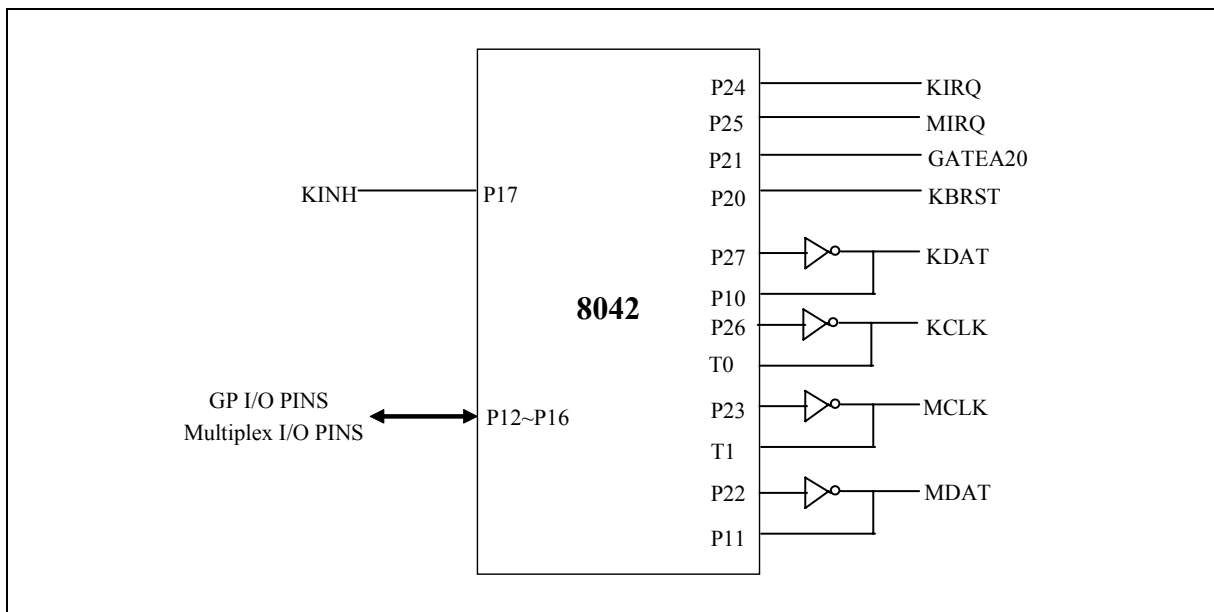 P24 KIRQ
P25 MIRQ
P21 GATEA20
KINH P17 P20 KBRST
P27 KDAT
P10
8042
P26 KCLK
T0
GP I/O PINS
P23 MCLK
P12~P16
Multiplex I/O PINS
T1
P22 MDAT
P11